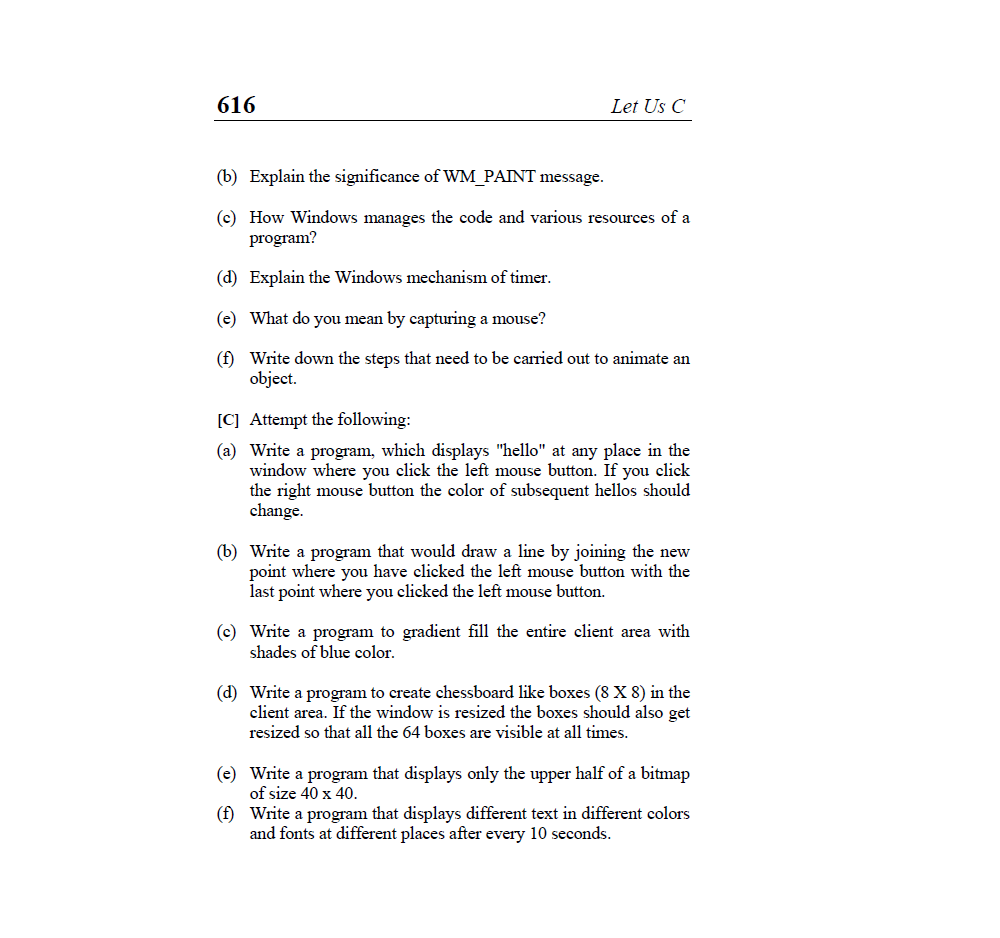 616 Let Us C
(b) Explain the significance of WM_PAINT message.
(c) How Windows manages the code and various resources of a
program?
(d) Explain the Windows mechanism of timer.
(e) What do you mean by capturing a mouse?
(f) Write down the steps that need to be carried out to animate an
object.
[C] Attempt the following:
(a) Write a program, which displays "hello" at any place in the
window where you click the left mouse button. If you click
the right mouse button the color of subsequent hellos should
change.
(b) Write a program that would draw a line by joining the new
point where you have clicked the left mouse button with the
last point where you clicked the left mouse button.
(c) Write a program to gradient fill the entire client area with
shades of blue color.
(d) Write a program to create chessboard like boxes (8 X 8) in the
client area. If the window is resized the boxes should also get
resized so that all the 64 boxes are visible at all times.
(e) Write a program that displays only the upper half of a bitmap
of size 40 x 40.
(f) Write a program that displays different text in different colors
and fonts at different places after every 10 seconds.